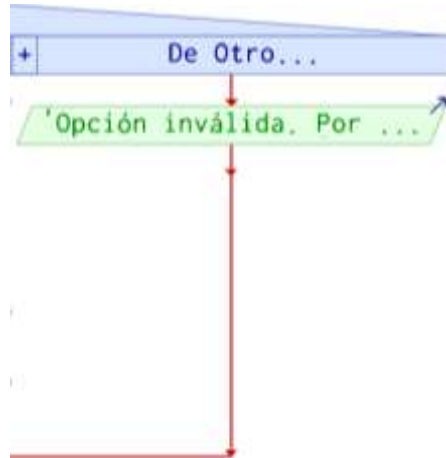 + De Otro...
'Opción inválida. Por ...